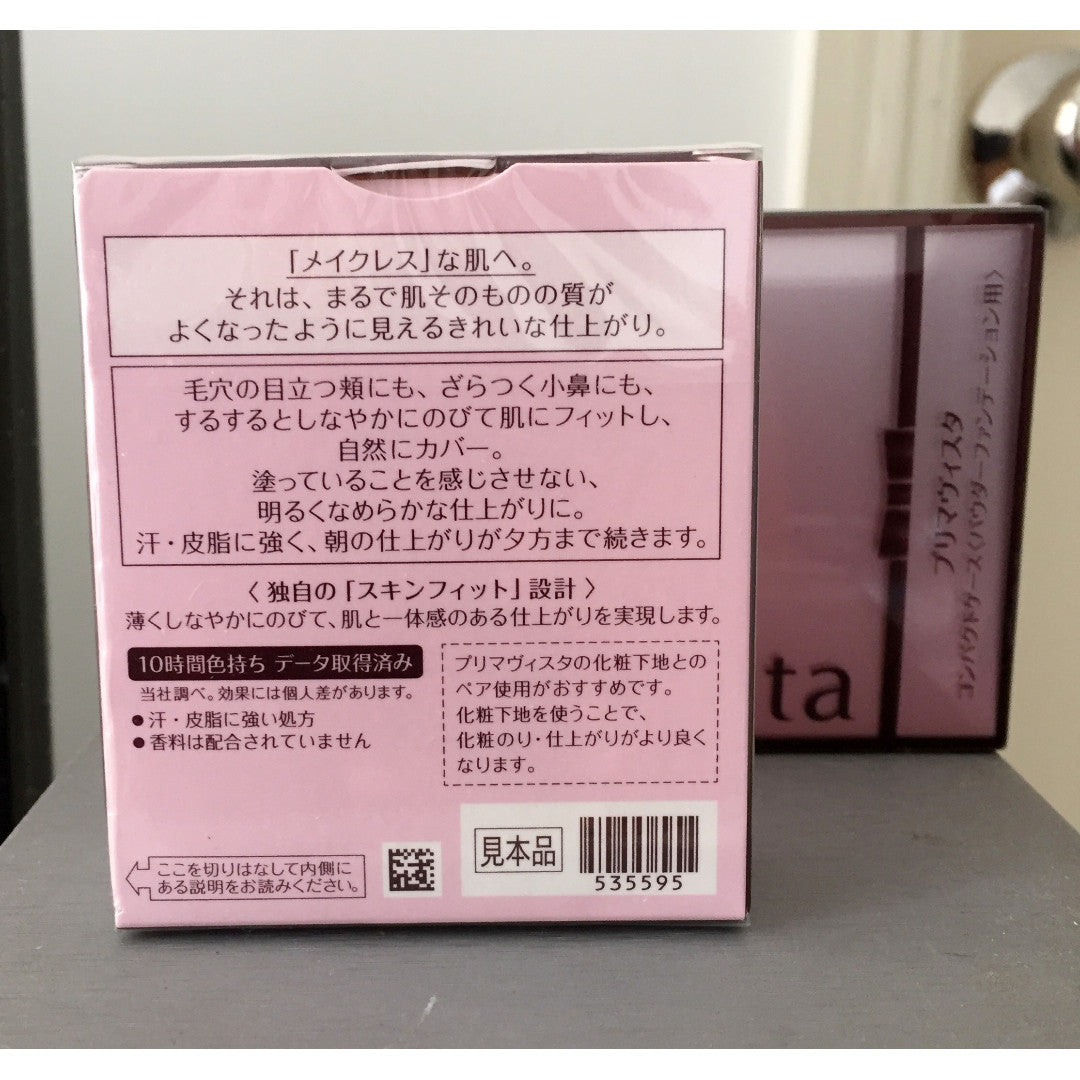 「メイクレス」な肌へ。
それは、まるで肌そのものの質が
よくなったように見えるきれいな仕上がり。
毛穴の目立つ頬にも、ざらつく小鼻にも、
するするとしなやかにのびて肌にフィットし、
自然にカバー。
塗っていることを感じさせない、
明るくなめらかな仕上がりに。
汗・皮脂に強く、朝の仕上がりが夕方まで続きます。
〈 独自の「スキンフィット」設計 〉
薄くしなやかにのびて、肌と一体感のある仕上がりを実現します。
10時間色持ち データ取得済み
当社調べ。効果には個人差があります。
●汗・皮脂に強い処方
●香料は配合されていません
プリマヴィスタの化粧下地との
ペア使用がおすすめです。
化粧下地を使うことで、
化粧のり・仕上がりがより良く
なります。
ここを切りはなして内側に
ある説明をお読みください。
見本品
535595
プリマヴィスタ
コンパクトケース〈パウダーファンデーション用〉
ta